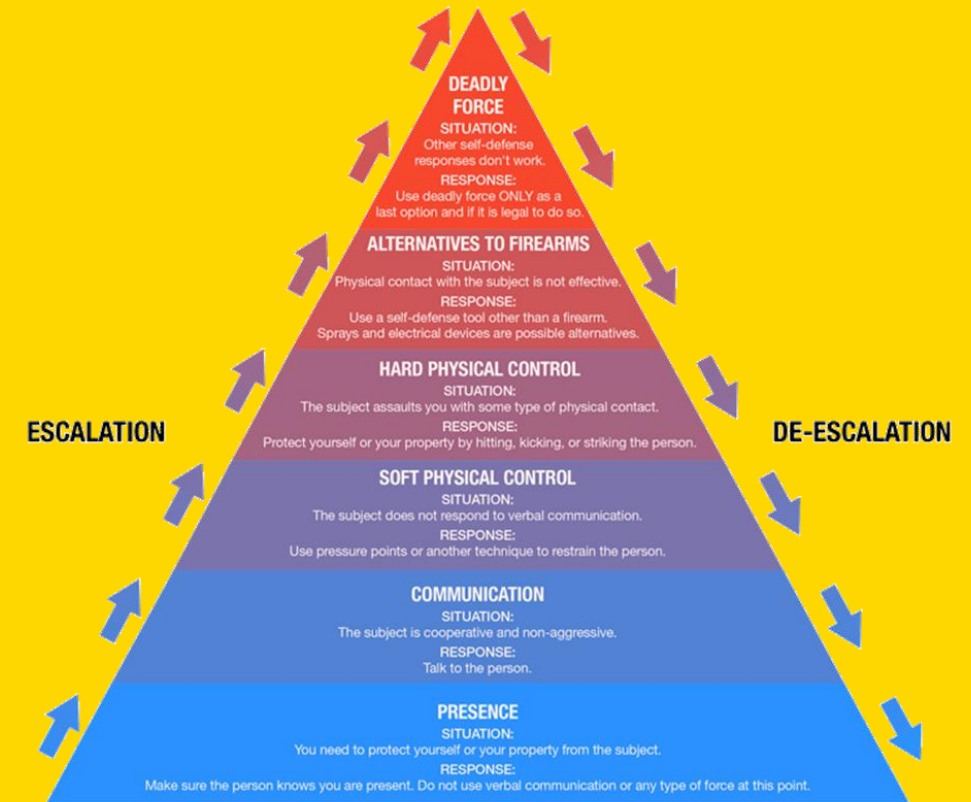 DEADLY
FORCE
SITUATION:
Other self-defense
responses don't work.
RESPONSE:
Use deadly force ONLY as a
last option and if it is legal to do so.
ALTERNATIVES TO FIREARMS
SITUATION:
Physical contact with the subject is not effective.
RESPONSE:
Use a self-defense tool other than a firearm.
Sprays and electrical devices are possible alternatives.
HARD PHYSICAL CONTROL
SITUATION:
The subject assaults you with some type of physical contact.
RESPONSE:
Protect yourself or your property by hitting, kicking, or striking the person.
ESCALATION
DE-ESCALATION
SOFT PHYSICAL CONTROL
SITUATION:
The subject does not respond to verbal communication.
RESPONSE:
Use pressure points or another technique to restrain the person.
COMMUNICATION
SITUATION:
The subject is cooperative and non-aggressive.
RESPONSE:
Talk to the person.
PRESENCE
SITUATION:
You need to protect yourself or your property from the subject.
RESPONSE:
Make sure the person knows you are present. Do not use verbal communication or any type of force at this point.